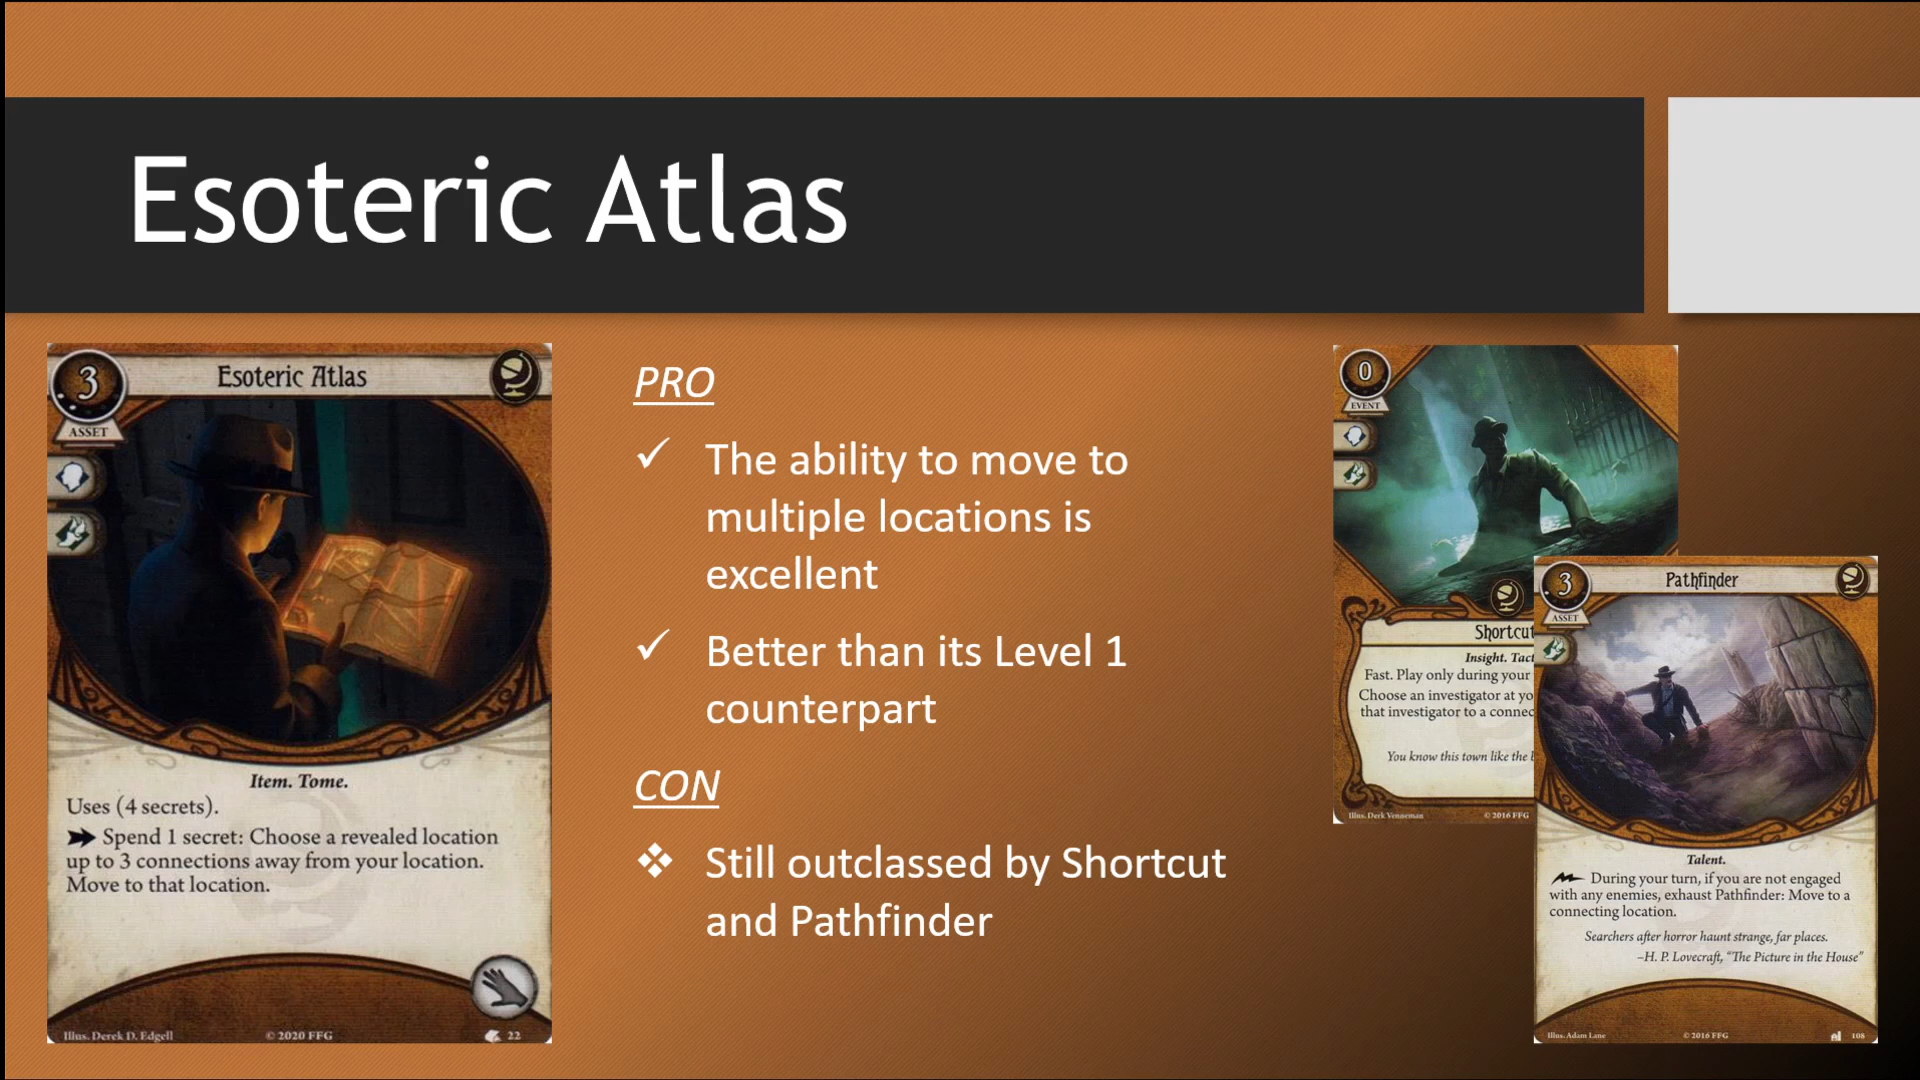 Esoteric Atlas
3
Esoteric Atlas
ASSET
Item. Tome.
Uses (4 secrets).
Spend 1 secret: Choose a revealed location
up to 3 connections away from your location.
Move to that location.
Illus. Derek D. Edgell
© 2020 FFG
22
PRO
The ability to move to
multiple locations is
excellent
Better than its Level 1
counterpart
CON
Still outclassed by Shortcut
and Pathfinder
0
EVENT
Shortcut
Insight. Tact
Fast. Play only during your
Choose an investigator at yo
that investigator to a connec
You know this town like the b
Illus. Derk Venneman
© 2016 FFG
3
Pathfinder
ASSET
Talent.
During your turn, if you are not engaged
with any enemies, exhaust Pathfinder: Move to a
connecting location.
Searchers after horror haunt strange, far places.
–H. P. Lovecraft, “The Picture in the House”
Illus. Adam Lane
© 2016 FFG
108